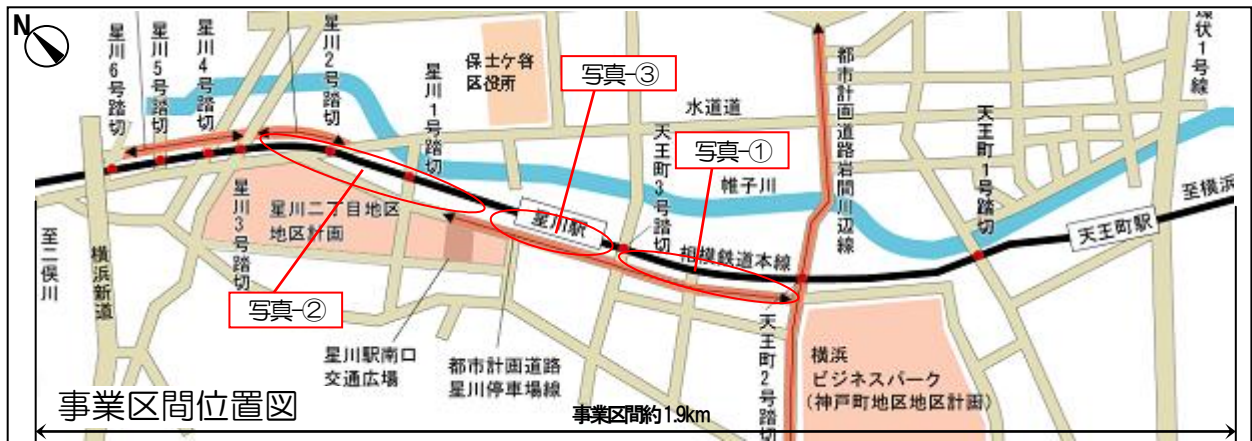 N
星川6号踏切
星川5号踏切
星川4号踏切
星川2号踏切
星川1号踏切
保土ケ谷
区役所
写真-③
水道道
天王町3号踏切
写真-①
都市計画道路岩間川辺線
天王町1号踏切
環状1号線
帷子川
至横浜
天王町駅
星川駅
相模鉄道本線
至二俣川
横浜新道
星川3号踏切
星川二丁目地区
地区計画
写真-②
星川駅南口
交通広場
都市計画道路
星川停車場線
天王町2号踏切
横浜
ビジネスパーク
(神戸町地区地区計画)
事業区間位置図
事業区間約1.9km